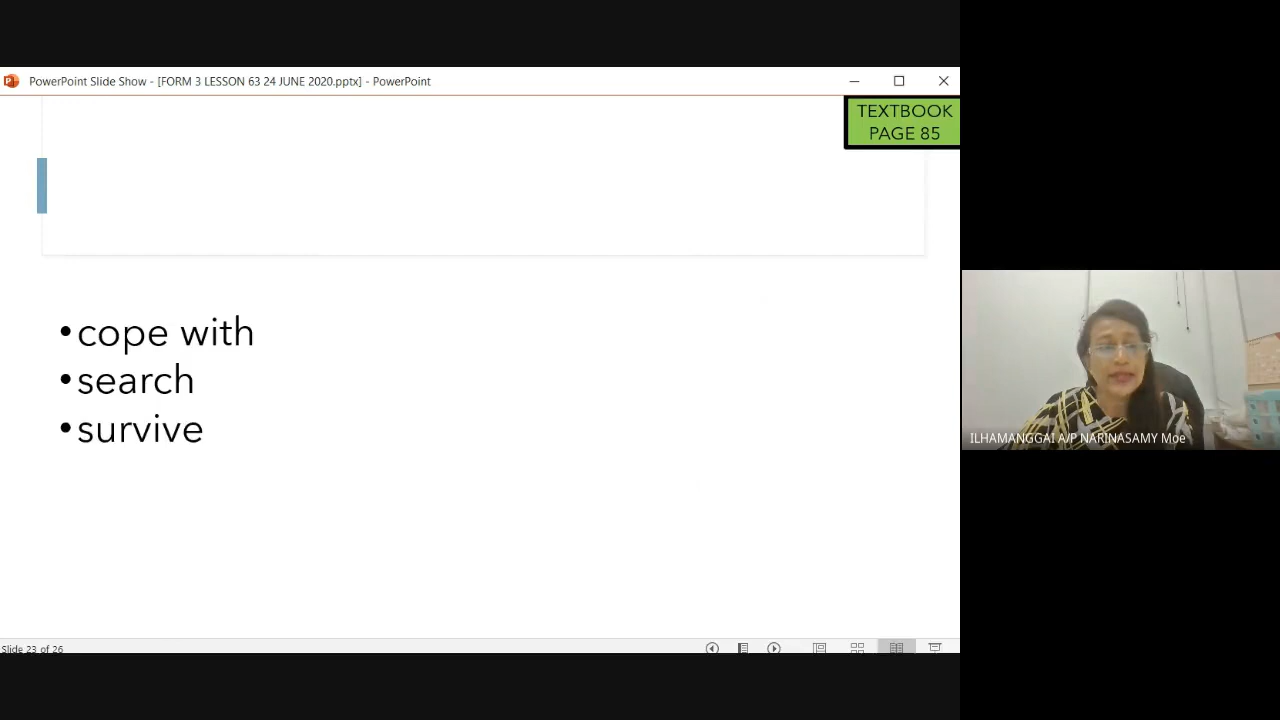 PowerPoint Slide Show - [FORM 3 LESSON 63 24 JUNE 2020.pptx] - PowerPoint
TEXTBOOK
PAGE 85
•cope with
•search
•survive
ILHAMANGGAI A/P NARINASAMY Moe
Slide 23 of 26